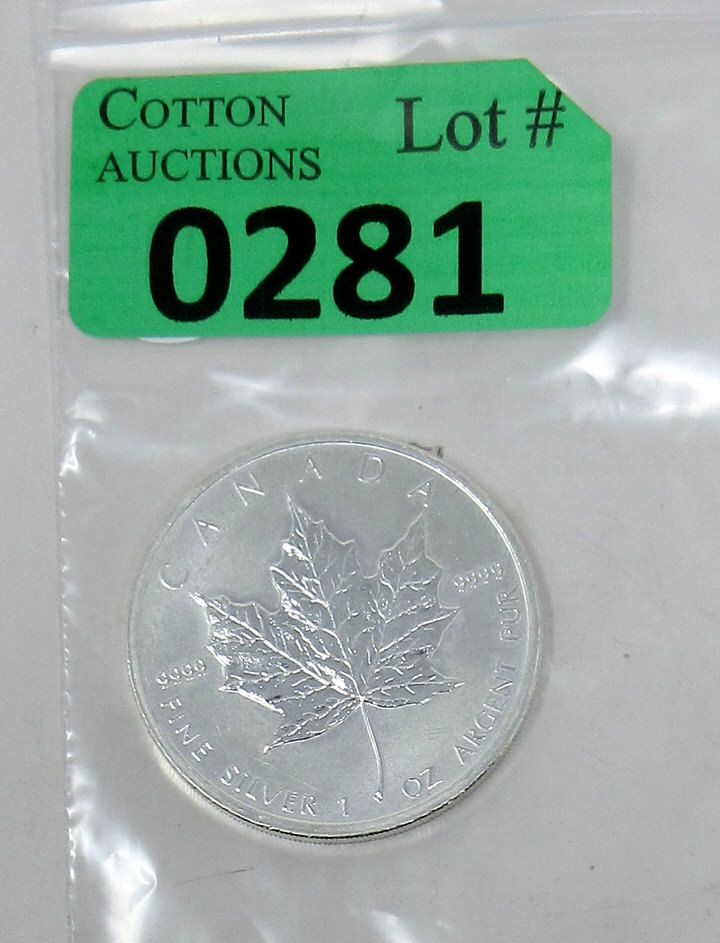 COTTON
AUCTIONS
Lot #
0281
CANADA
9999
9999
FINE SILVER 1 OZ ARGENT PUR